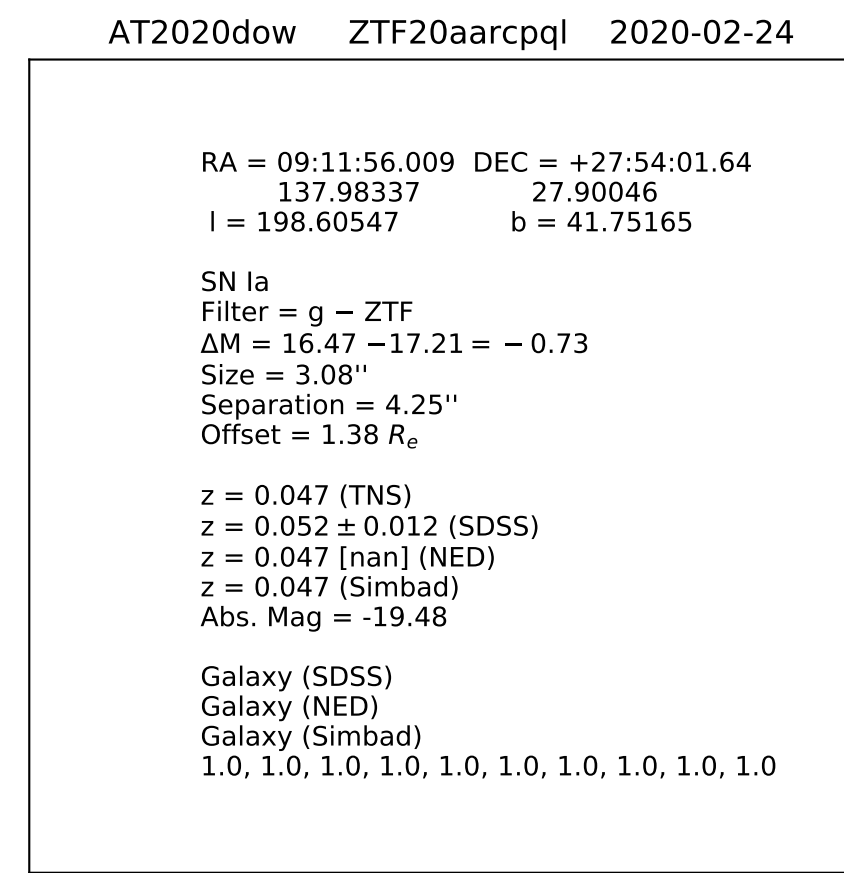 AT2020dow ZTF20aarcpql 2020-02-24
RA = 09:11:56.009 DEC = +27:54:01.64
137.98337 27.90046
l = 198.60547 b = 41.75165
SN Ia
Filter = g − ZTF
ΔM = 16.47 −17.21 = − 0.73
Size = 3.08''
Separation = 4.25''
Offset = 1.38 Rₑ
z = 0.047 (TNS)
z = 0.052 ± 0.012 (SDSS)
z = 0.047 [nan] (NED)
z = 0.047 (Simbad)
Abs. Mag = -19.48
Galaxy (SDSS)
Galaxy (NED)
Galaxy (Simbad)
1.0, 1.0, 1.0, 1.0, 1.0, 1.0, 1.0, 1.0, 1.0, 1.0